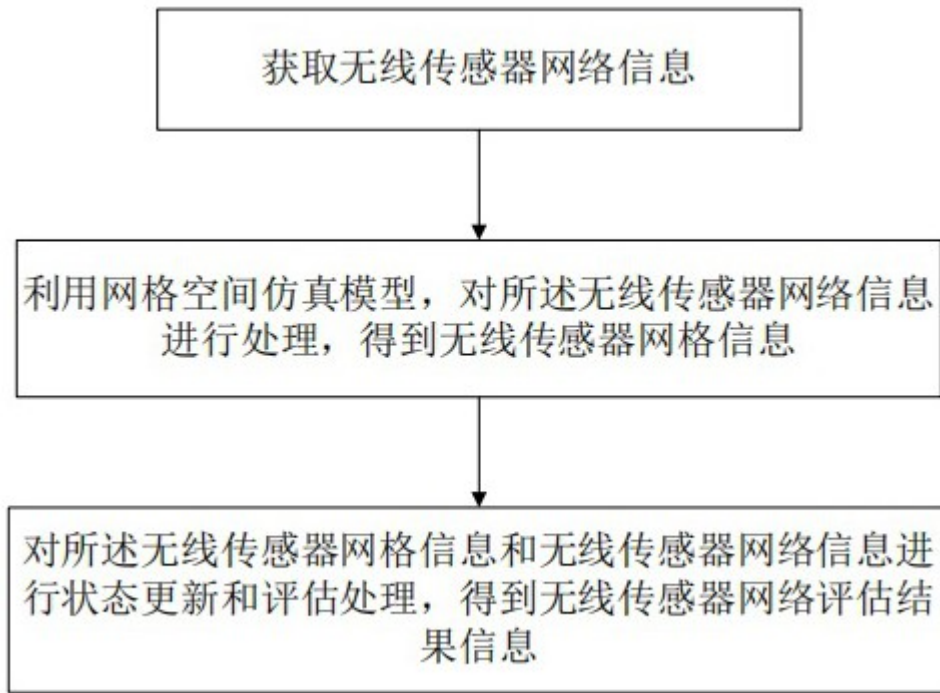 获取无线传感器网络信息
利用网格空间仿真模型，对所述无线传感器网络信息
进行处理，得到无线传感器网格信息
对所述无线传感器网格信息和无线传感器网络信息进
行状态更新和评估处理，得到无线传感器网络评估结
果信息